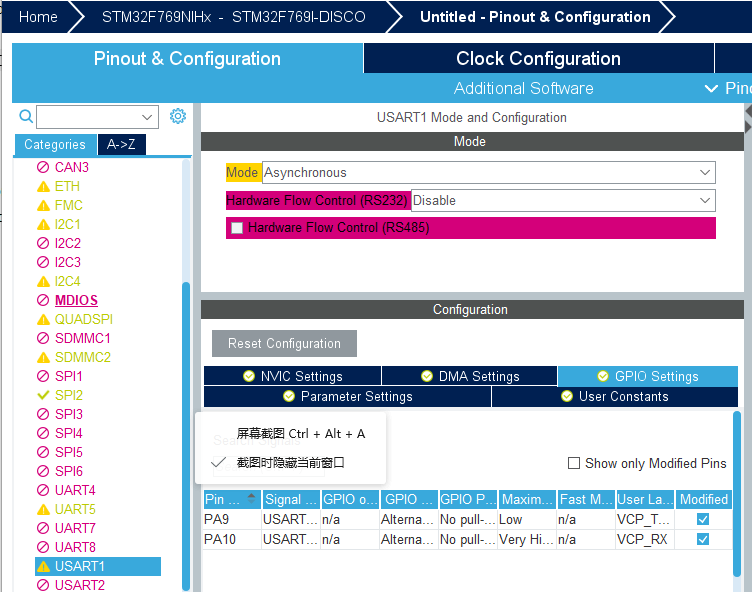 Home
STM32F769NIHx - STM32F769I-DISCO
Untitled - Pinout & Configuration
Pinout & Configuration
Clock Configuration
Additional Software
Pino
USART1 Mode and Configuration
Categories
A->Z
Mode
CAN3
ETH
FMC
I2C1
I2C2
I2C3
I2C4
MDIOS
QUADSPI
SDMMC1
SDMMC2
SPI1
SPI2
SPI3
SPI4
SPI5
SPI6
UART4
UART5
UART7
UART8
USART1
USART2
Mode Asynchronous
Hardware Flow Control (RS232) Disable
Hardware Flow Control (RS485)
Configuration
Reset Configuration
NVIC Settings
DMA Settings
GPIO Settings
Parameter Settings
User Constants
屏幕截图 Ctrl + Alt + A
截图时隐藏当前窗口
Show only Modified Pins
Pin ... Signal ... GPIO o... GPIO ... GPIO P... Maxim... Fast M... User La... Modified
PA9 USART... n/a Alterna... No pull-... Low n/a VCP_T...
PA10 USART... n/a Alterna... No pull-... Very Hi... n/a VCP_RX